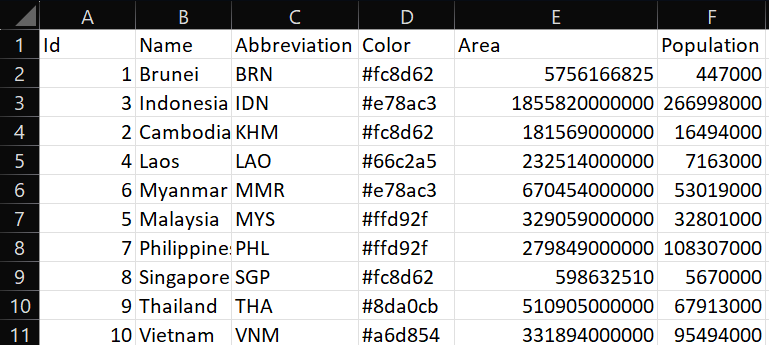 A B C D E F
1 Id Name Abbreviation Color Area Population
2 1 Brunei BRN #fc8d62 5756166825 447000
3 3 Indonesia IDN #e78ac3 1855820000000 266998000
4 2 Cambodia KHM #fc8d62 181569000000 16494000
5 4 Laos LAO #66c2a5 232514000000 7163000
6 6 Myanmar MMR #e78ac3 670454000000 53019000
7 5 Malaysia MYS #ffd92f 329059000000 32801000
8 7 Philippine PHL #ffd92f 279849000000 108307000
9 8 Singapore SGP #fc8d62 598632510 5670000
10 9 Thailand THA #8da0cb 510905000000 67913000
11 10 Vietnam VNM #a6d854 331894000000 95494000